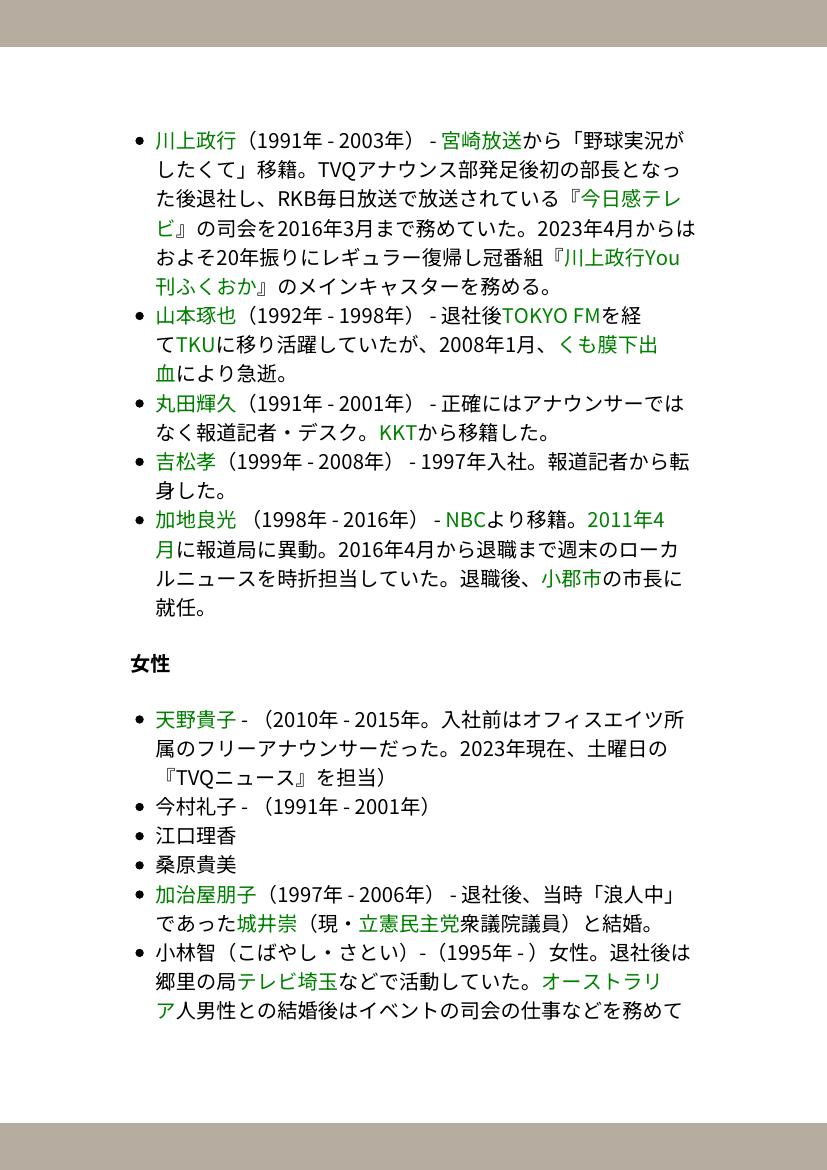 川上政行（1991年 - 2003年） - 宮崎放送から「野球実況が
したくて」移籍。TVQアナウンス部発足後初の部長となっ
た後退社し、RKB毎日放送で放送されている『今日感テレ
ビ』の司会を2016年3月まで務めていた。2023年4月からは
およそ20年振りにレギュラー復帰し冠番組『川上政行You
刊ふくおか』のメインキャスターを務める。
山本琢也（1992年 - 1998年） - 退社後TOKYO FMを経
てTKUに移り活躍していたが、2008年1月、くも膜下出
血により急逝。
丸田輝久（1991年 - 2001年） - 正確にはアナウンサーでは
なく報道記者・デスク。KKTから移籍した。
吉松孝（1999年 - 2008年） - 1997年入社。報道記者から転
身した。
加地良光 （1998年 - 2016年） - NBCより移籍。2011年4
月に報道局に異動。2016年4月から退職まで週末のローカ
ルニュースを時折担当していた。退職後、小郡市の市長に
就任。
女性
天野貴子 - （2010年 - 2015年。入社前はオフィスエイツ所
属のフリーアナウンサーだった。2023年現在、土曜日の
『TVQニュース』を担当）
今村礼子 - （1991年 - 2001年）
江口理香
桑原貴美
加治屋朋子（1997年 - 2006年） - 退社後、当時「浪人中」
であった城井崇（現・立憲民主党衆議院議員）と結婚。
小林智（こばやし・さとい）-（1995年 - ）女性。退社後は
郷里の局テレビ埼玉などで活動していた。オーストラリ
ア人男性との結婚後はイベントの司会の仕事などを務めて